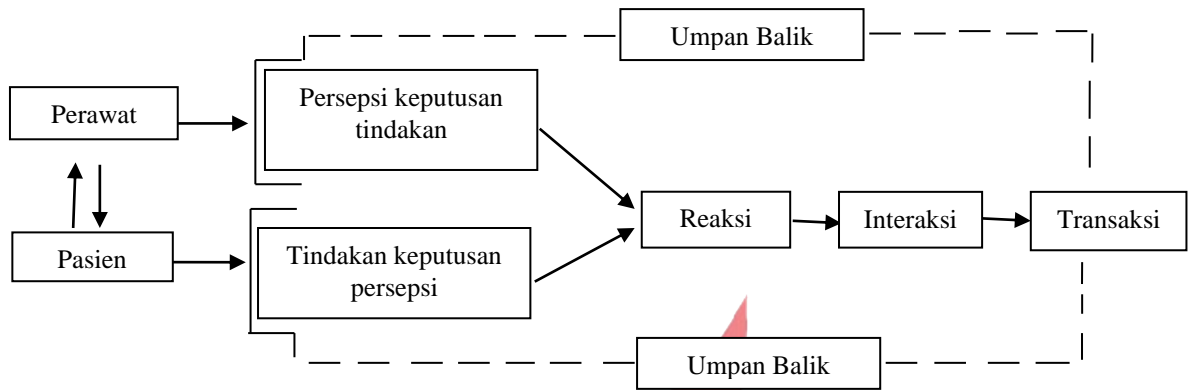 Umpan Balik
Perawat
Persepsi keputusan
tindakan
Reaksi
Interaksi
Transaksi
Pasien
Tindakan keputusan
persepsi
Umpan Balik